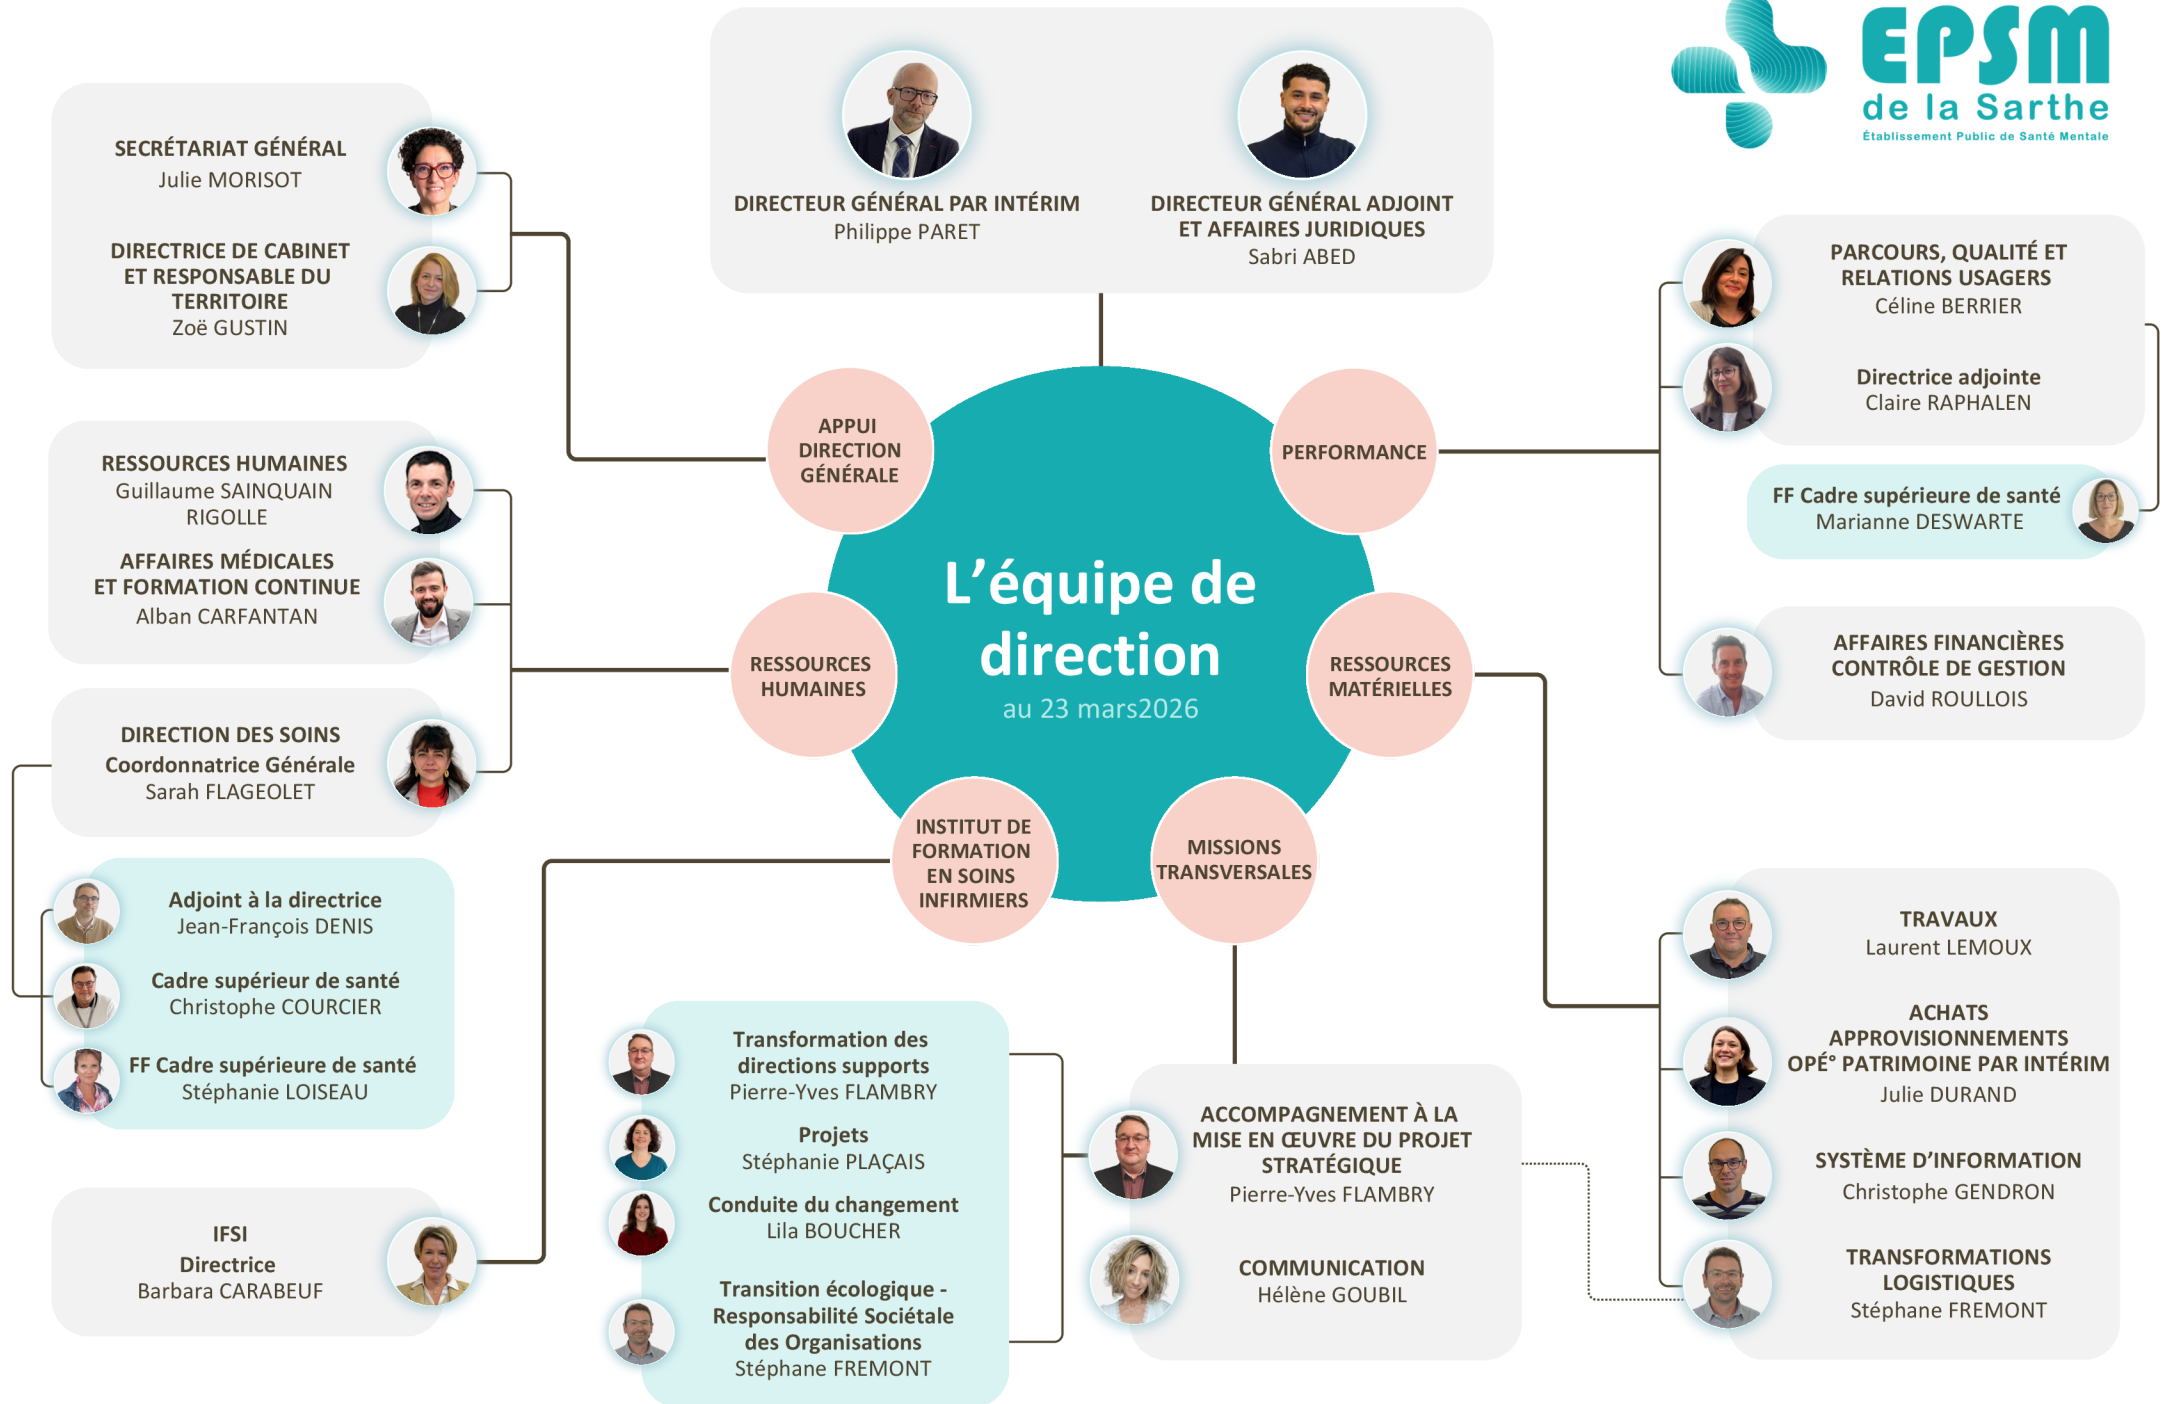 EPSM
de la Sarthe
Établissement Public de Santé Mentale
DIRECTEUR GÉNÉRAL PAR INTÉRIM
Philippe PARET
DIRECTEUR GÉNÉRAL ADJOINT
ET AFFAIRES JURIDIQUES
Sabri ABED
SECRÉTARIAT GÉNÉRAL
Julie MORISOT
DIRECTRICE DE CABINET
ET RESPONSABLE DU
TERRITOIRE
Zoë GUSTIN
RESSOURCES HUMAINES
Guillaume SAINQUAIN
RIGOLLE
AFFAIRES MÉDICALES
ET FORMATION CONTINUE
Alban CARFANTAN
DIRECTION DES SOINS
Coordonnatrice Générale
Sarah FLAGEOLET
Adjoint à la directrice
Jean-François DENIS
Cadre supérieur de santé
Christophe COURCIER
FF Cadre supérieure de santé
Stéphanie LOISEAU
IFSI
Directrice
Barbara CARABEUF
APPUI
DIRECTION
GÉNÉRALE
PERFORMANCE
RESSOURCES
HUMAINES
L’équipe de
direction
au 23 mars2026
RESSOURCES
MATÉRIELLES
INSTITUT DE
FORMATION
EN SOINS
INFIRMIERS
MISSIONS
TRANSVERSALES
Transformation des
directions supports
Pierre-Yves FLAMBRY
Projets
Stéphanie PLAÇAIS
Conduite du changement
Lila BOUCHER
Transition écologique -
Responsabilité Sociétale
des Organisations
Stéphane FREMONT
ACCOMPAGNEMENT À LA
MISE EN ŒUVRE DU PROJET
STRATÉGIQUE
Pierre-Yves FLAMBRY
COMMUNICATION
Hélène GOUBIL
PARCOURS, QUALITÉ ET
RELATIONS USAGERS
Céline BERRIER
Directrice adjointe
Claire RAPHALEN
FF Cadre supérieure de santé
Marianne DESWARTE
AFFAIRES FINANCIÈRES
CONTRÔLE DE GESTION
David ROULLOIS
TRAVAUX
Laurent LEMOUX
ACHATS
APPROVISIONNEMENTS
OPÉ° PATRIMOINE PAR INTÉRIM
Julie DURAND
SYSTÈME D’INFORMATION
Christophe GENDRON
TRANSFORMATIONS
LOGISTIQUES
Stéphane FREMONT